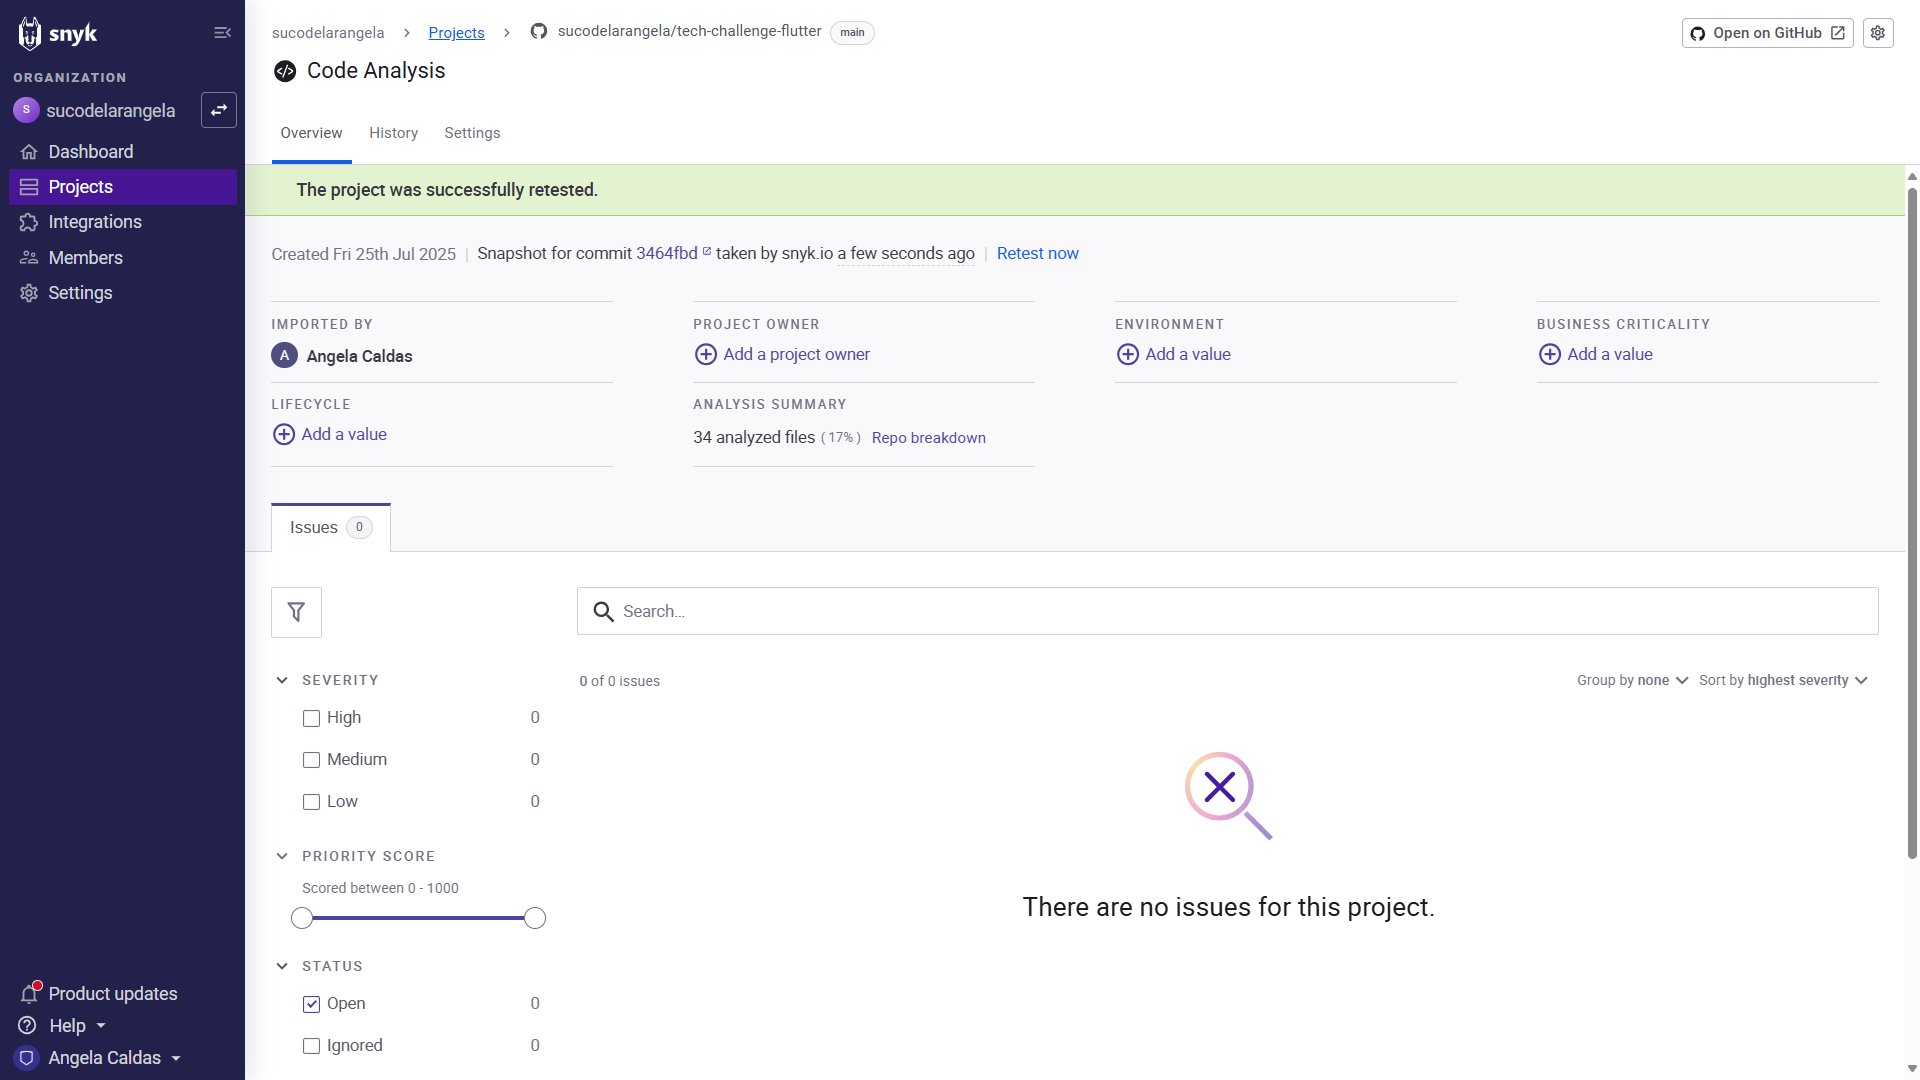 snyk
ORGANIZATION
S sucodelarangela
Dashboard
Projects
Integrations
Members
Settings
Product updates
Help
Angela Caldas
sucodelarangela > Projects > sucodelarangela/tech-challenge-flutter main
Open on GitHub
Code Analysis
Overview History Settings
The project was successfully retested.
Created Fri 25th Jul 2025 | Snapshot for commit 3464fbd taken by snyk.io a few seconds ago | Retest now
IMPORTED BY
A Angela Caldas
PROJECT OWNER
Add a project owner
ENVIRONMENT
Add a value
BUSINESS CRITICALITY
Add a value
LIFECYCLE
Add a value
ANALYSIS SUMMARY
34 analyzed files (17%) Repo breakdown
Issues 0
Search...
SEVERITY
High 0
Medium 0
Low 0
PRIORITY SCORE
Scored between 0 - 1000
STATUS
Open 0
Ignored 0
0 of 0 issues
Group by none Sort by highest severity
There are no issues for this project.